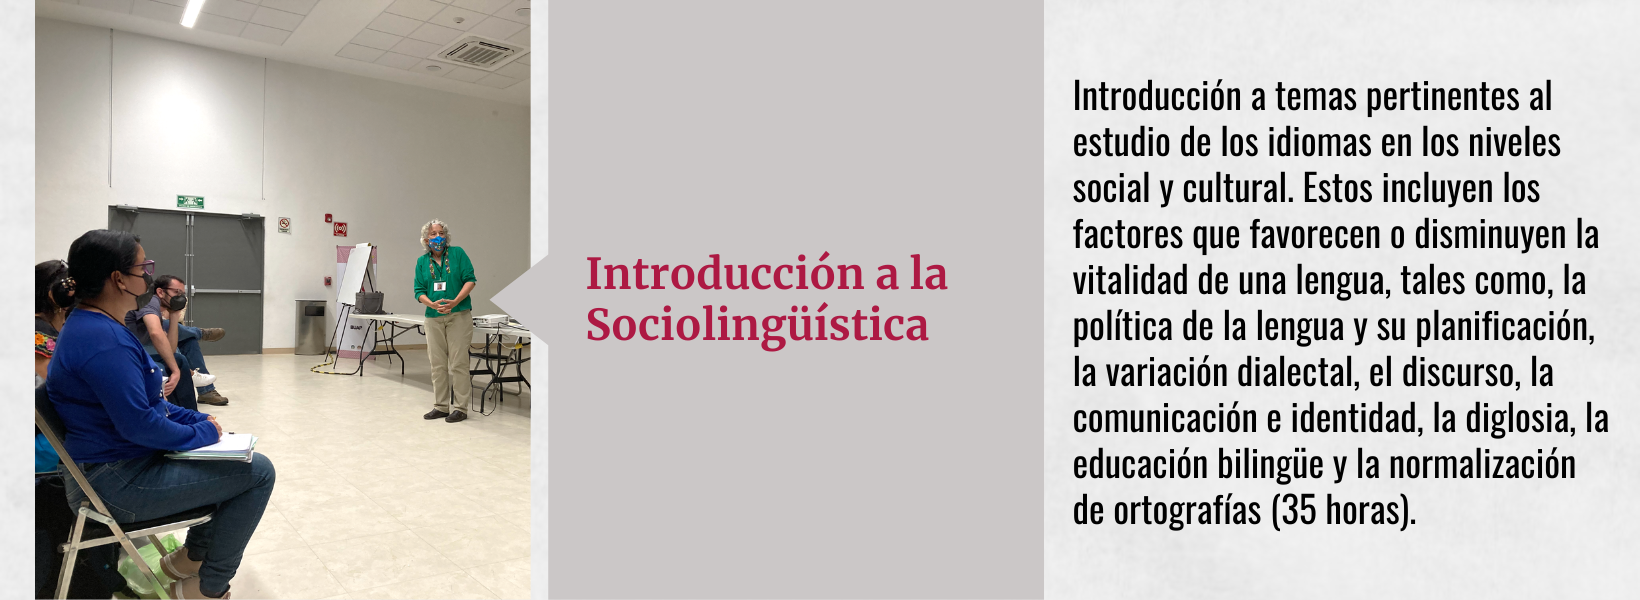 Introducción a la
Sociolingüística
Introducción a temas pertinentes al
estudio de los idiomas en los niveles
social y cultural. Estos incluyen los
factores que favorecen o disminuyen la
vitalidad de una lengua, tales como, la
política de la lengua y su planificación,
la variación dialectal, el discurso, la
comunicación e identidad, la diglosia, la
educación bilingüe y la normalización
de ortografías (35 horas).